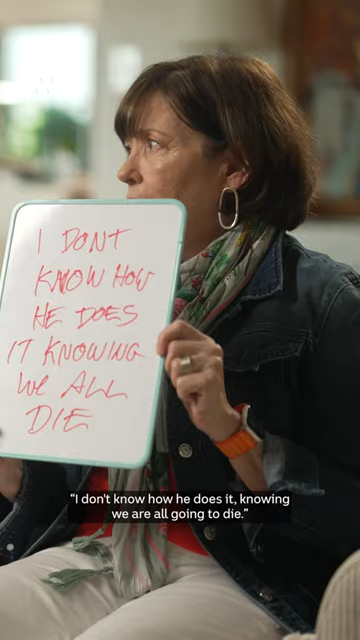 I DON'T
KNOW HOW
HE DOES
IT KNOWING
WE ALL
DIE
“I don't know how he does it, knowing
we are all going to die.”